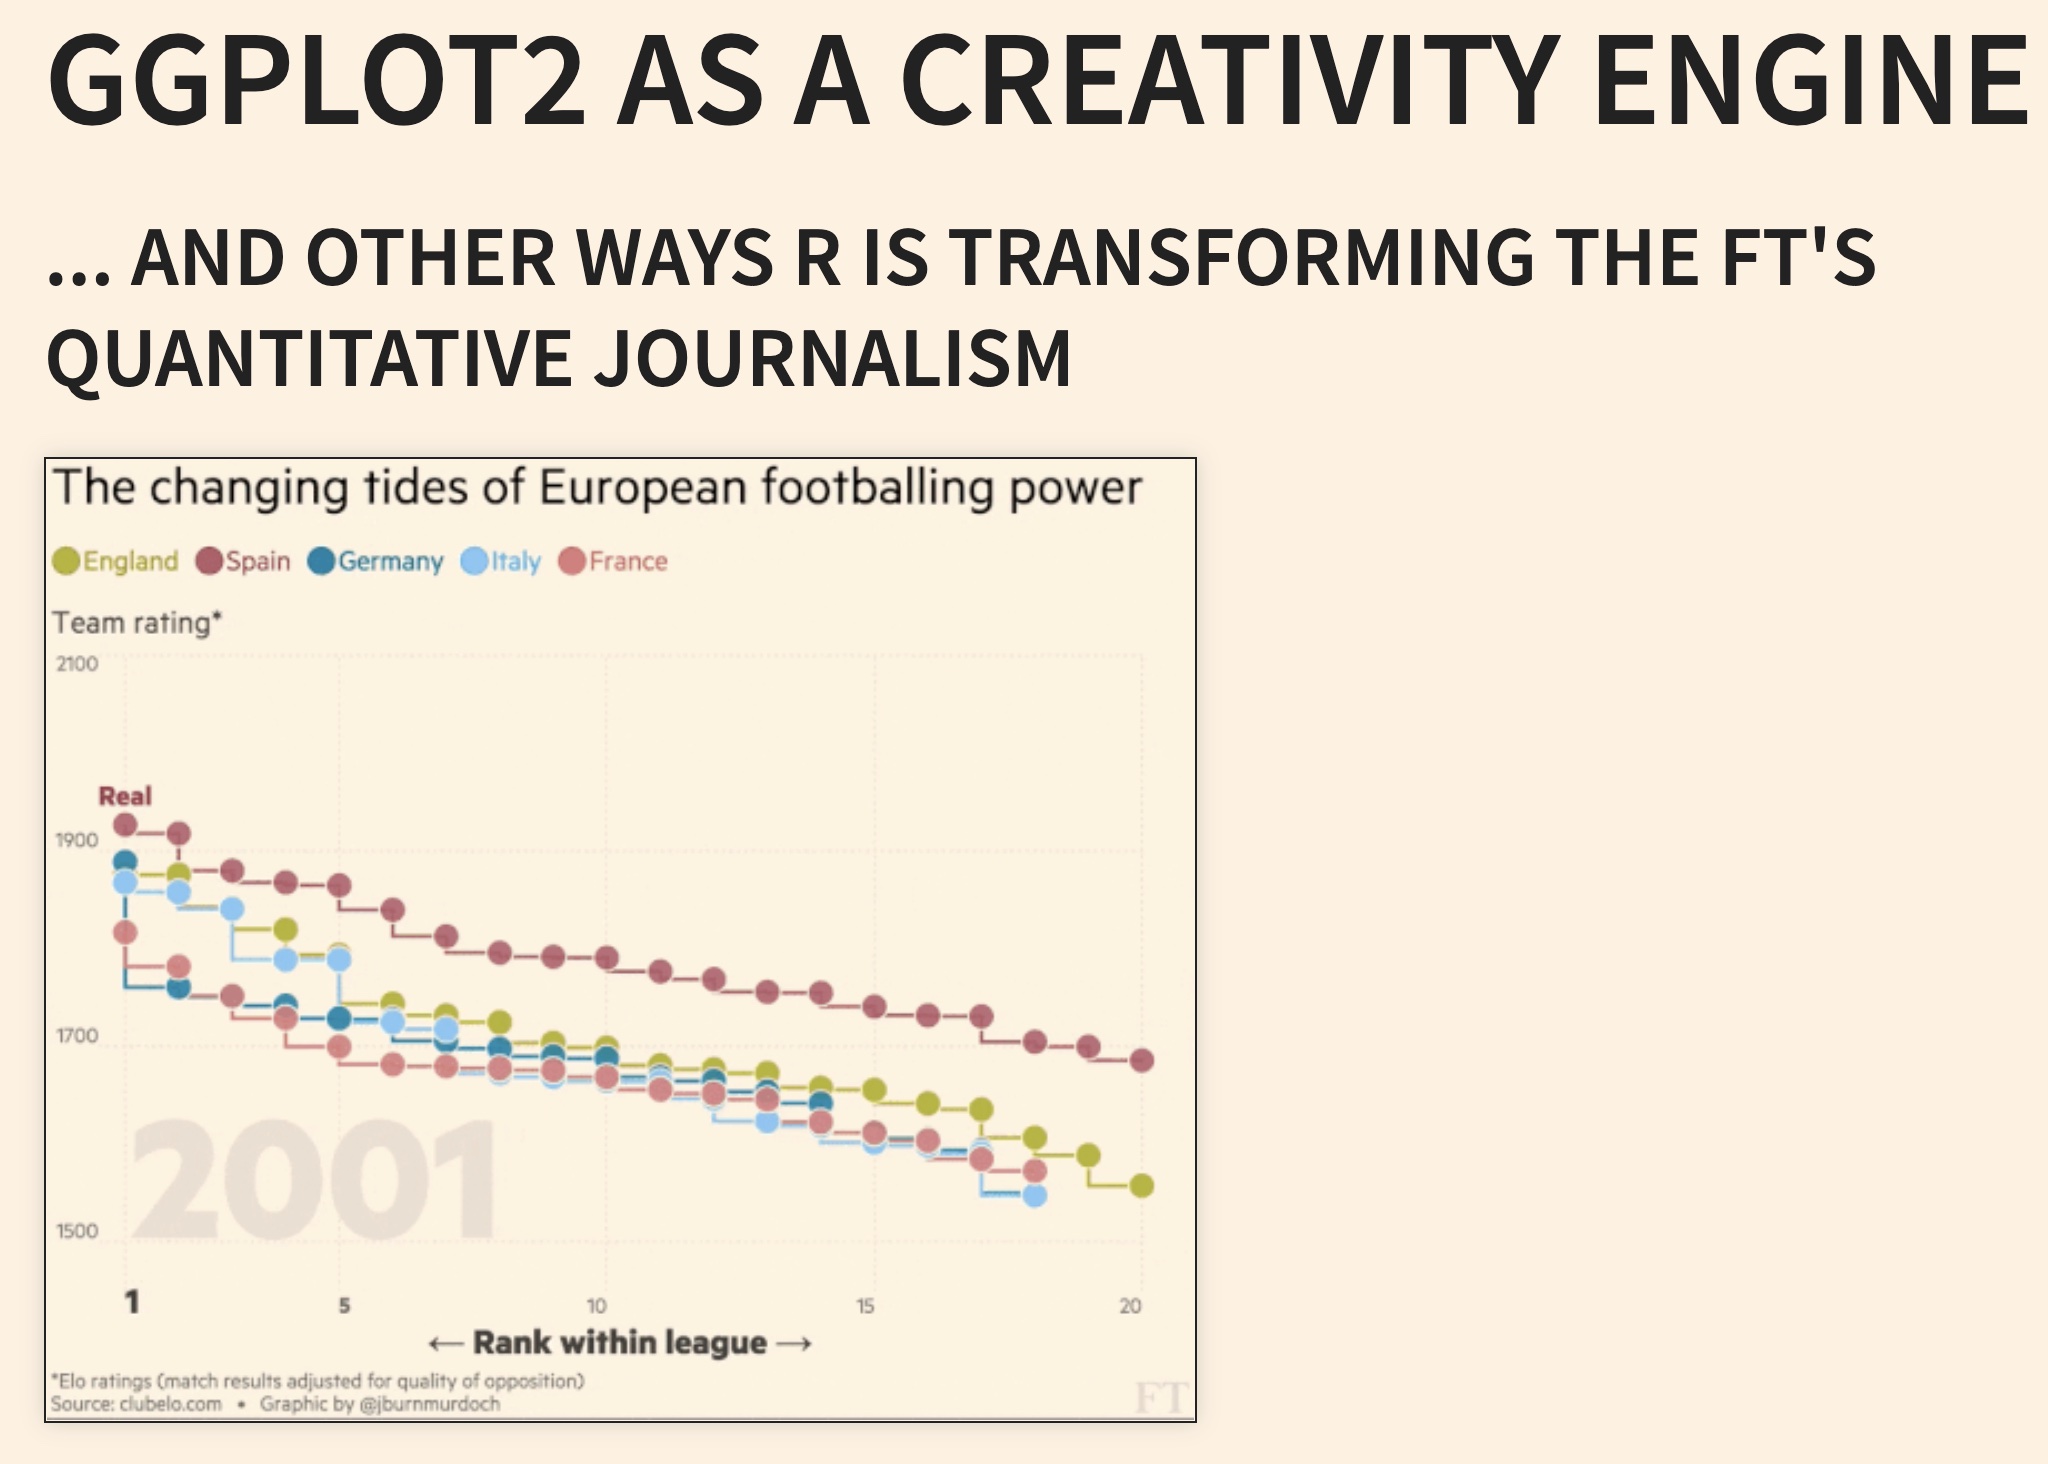 GGPLOT2 AS A CREATIVITY ENGINE
... AND OTHER WAYS R IS TRANSFORMING THE FT'S
QUANTITATIVE JOURNALISM
The changing tides of European footballing power
England Spain Germany Italy France
Team rating*
2100
Real
1900
1700
2001
1500
1 5 10 15 20
← Rank within league →
*Elo ratings (match results adjusted for quality of opposition)
Source: clubelo.com • Graphic by @jburnmurdoch
FT